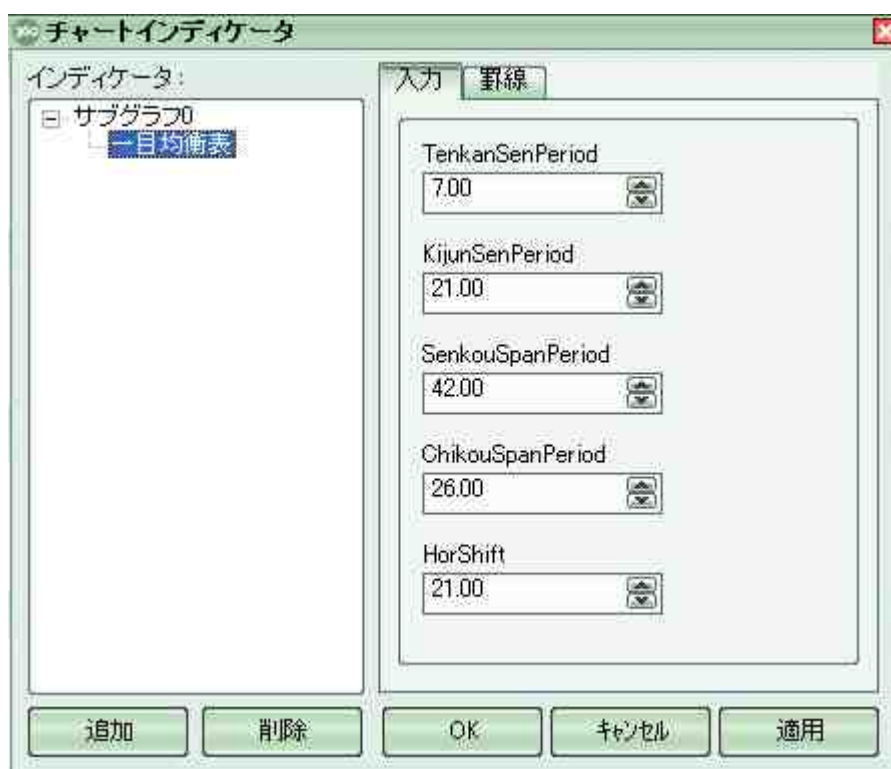 チャートインディケータ
インディケータ:
入力 罫線
サブグラフ0
一目均衡表
TenkanSenPeriod
7.00
KijunSenPeriod
21.00
SenkouSpanPeriod
42.00
ChikouSpanPeriod
26.00
HorShift
21.00
追加 削除 OK キャンセル 適用